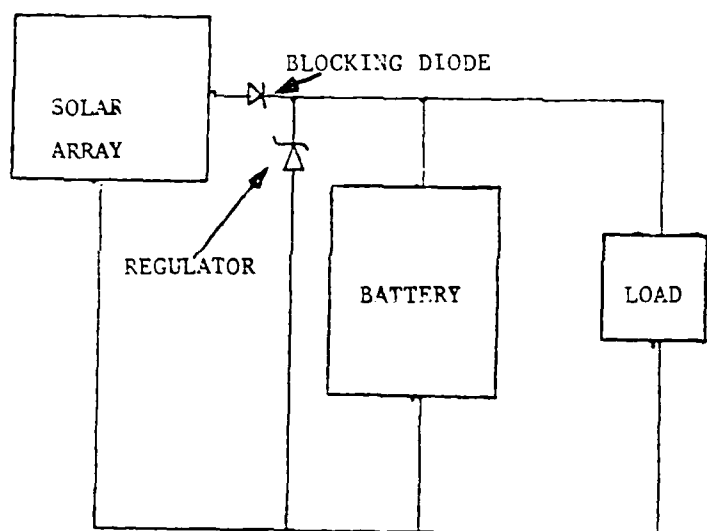 BLOCKING DIODE
SOLAR
ARRAY
REGULATOR
BATTERY
LOAD